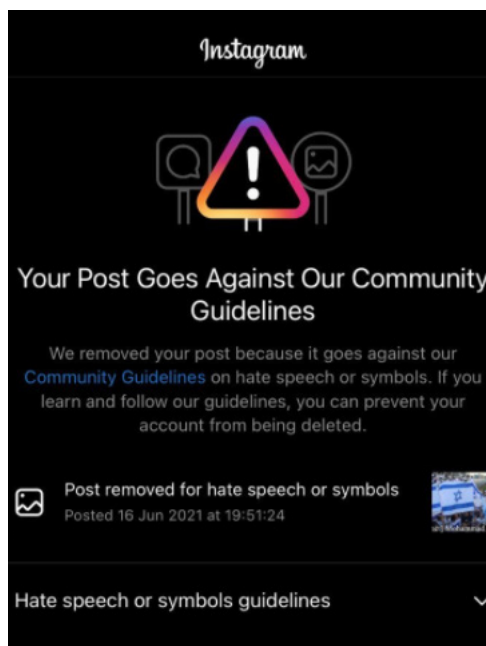 Instagram
Your Post Goes Against Our Community
Guidelines
We removed your post because it goes against our
Community Guidelines on hate speech or symbols. If you
learn and follow our guidelines, you can prevent your
account from being deleted.
Post removed for hate speech or symbols
Posted 16 Jun 2021 at 19:51:24
Hate speech or symbols guidelines